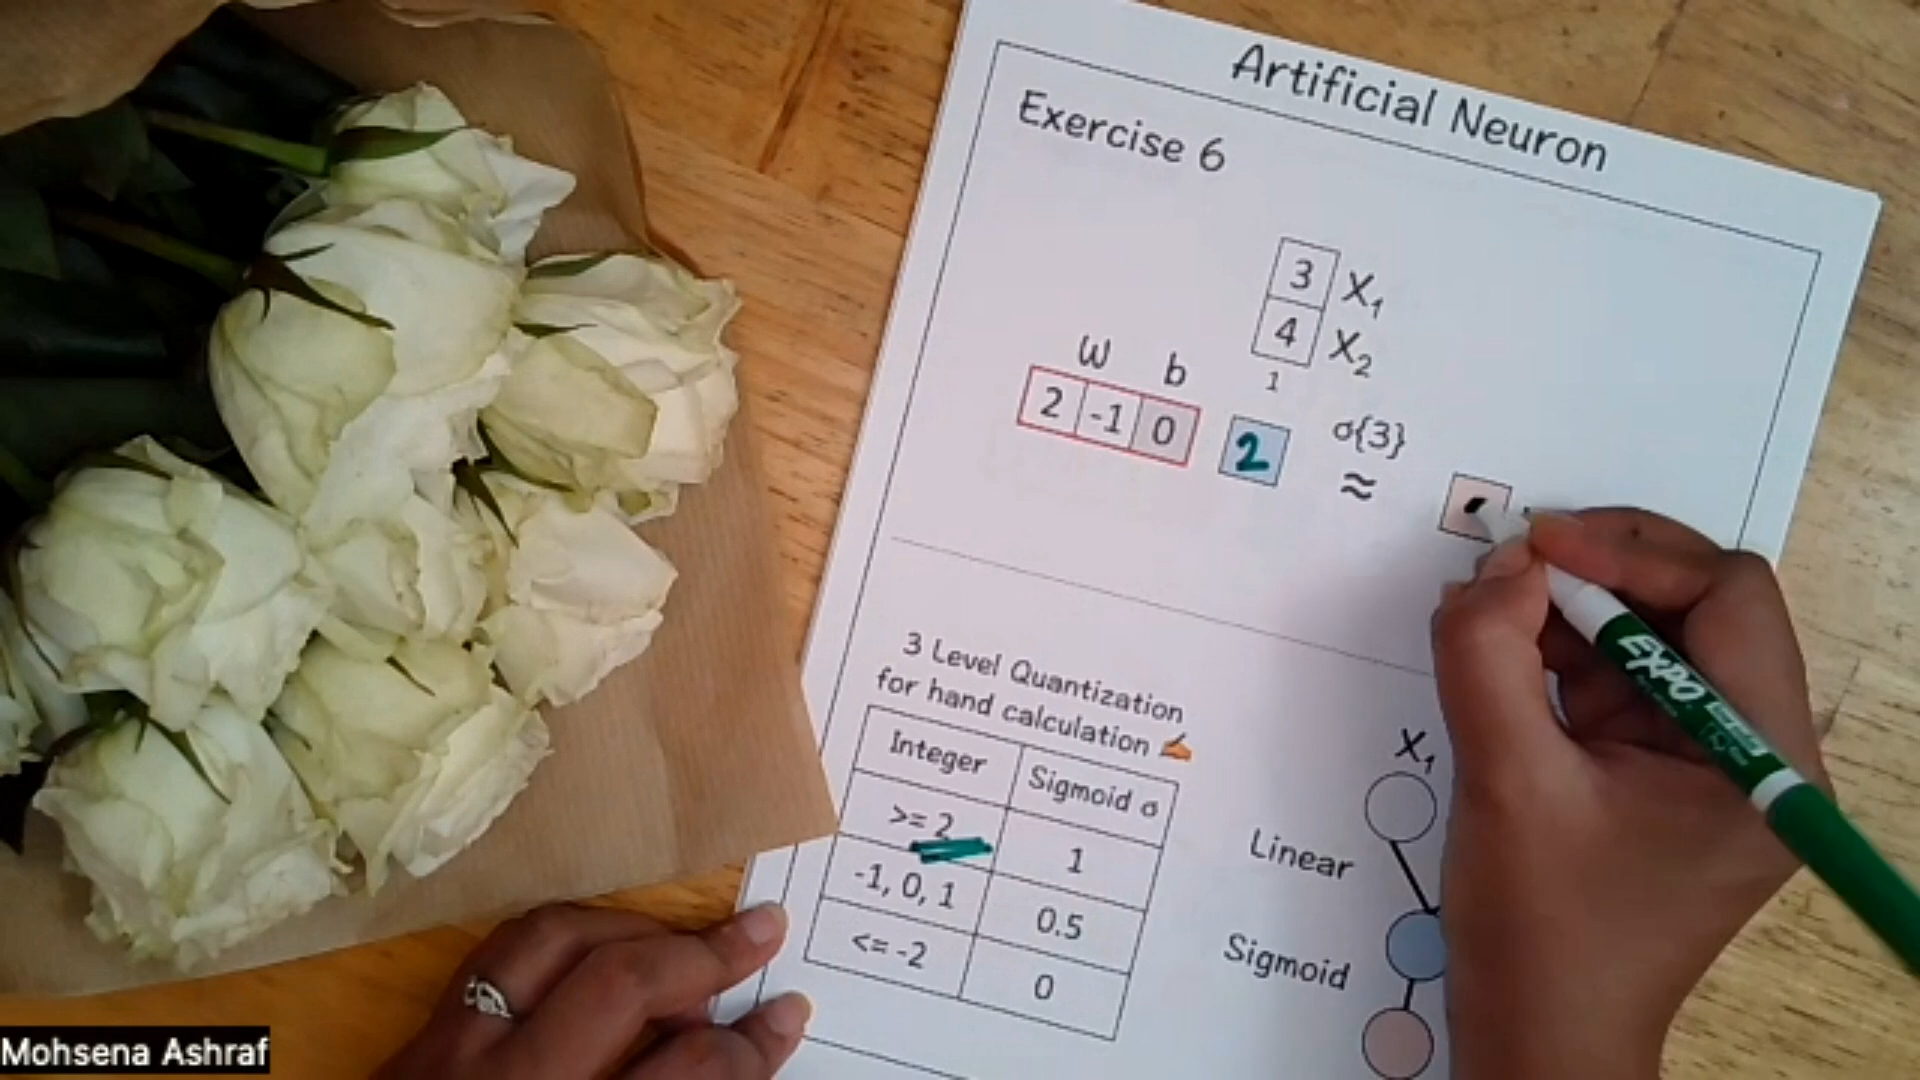 Artificial Neuron
Exercise 6
3 X₁
4 X₂
1
W b
2 -1 0 2 σ{3}
≈
3 Level Quantization
for hand calculation ✍
Integer Sigmoid σ
>= 2 1
-1, 0, 1 0.5
<= -2 0
X₁
Linear
Sigmoid
EXPO
Mohsena Ashraf